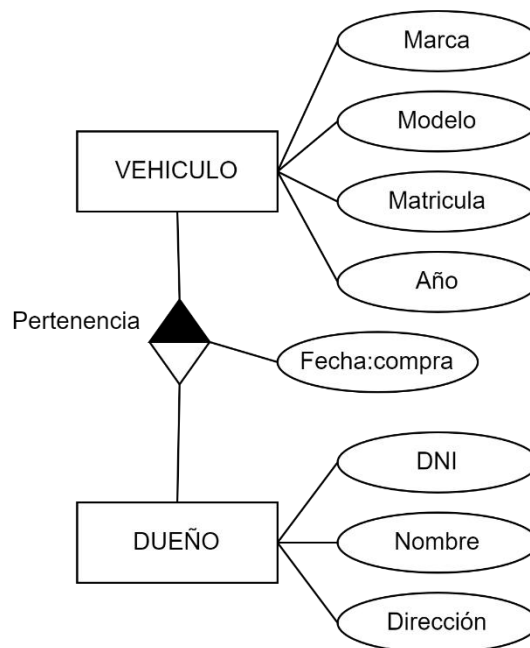 Marca
Modelo
VEHICULO
Matricula
Año
Pertenencia
Fecha:compra
DNI
DUEÑO
Nombre
Dirección